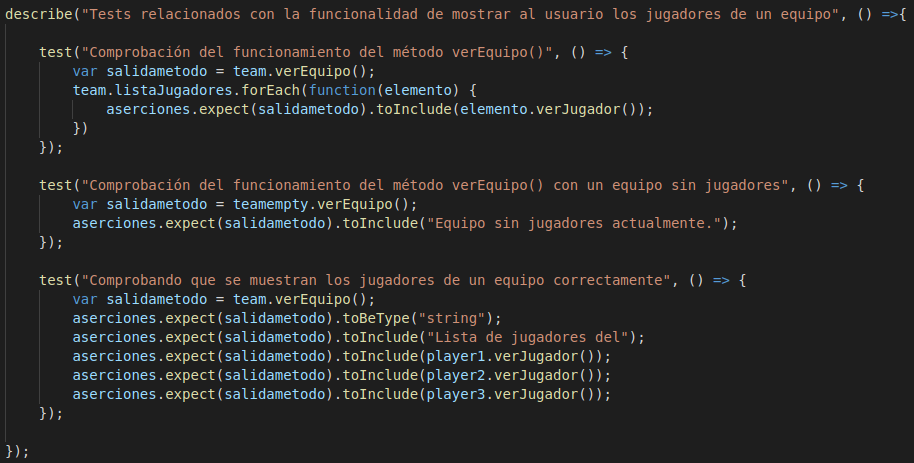 describe("Tests relacionados con la funcionalidad de mostrar al usuario los jugadores de un equipo", () =>{
test("Comprobación del funcionamiento del método verEquipo()", () => {
var salidametodo = team.verEquipo();
team.listaJugadores.forEach(function(elemento) {
aserciones.expect(salidametodo).toInclude(elemento.verJugador());
})
});
test("Comprobación del funcionamiento del método verEquipo() con un equipo sin jugadores", () => {
var salidametodo = teamempty.verEquipo();
aserciones.expect(salidametodo).toInclude("Equipo sin jugadores actualmente.");
});
test("Comprobando que se muestran los jugadores de un equipo correctamente", () => {
var salidametodo = team.verEquipo();
aserciones.expect(salidametodo).toBeType("string");
aserciones.expect(salidametodo).toInclude("Lista de jugadores del");
aserciones.expect(salidametodo).toInclude(player1.verJugador());
aserciones.expect(salidametodo).toInclude(player2.verJugador());
aserciones.expect(salidametodo).toInclude(player3.verJugador());
});
});